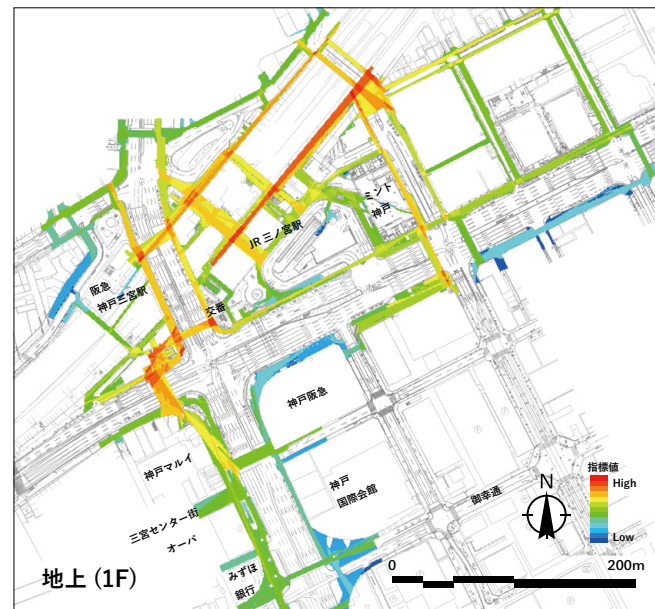 ミント
神戸
JR 三ノ宮駅
阪急
神戸三宮駅
交番
神戸阪急
神戸マルイ
神戸
国際会館
御幸通
三宮センター街
オーパ
みずほ
銀行
指標値
High
Low
N
地上 (1F)
0
200m